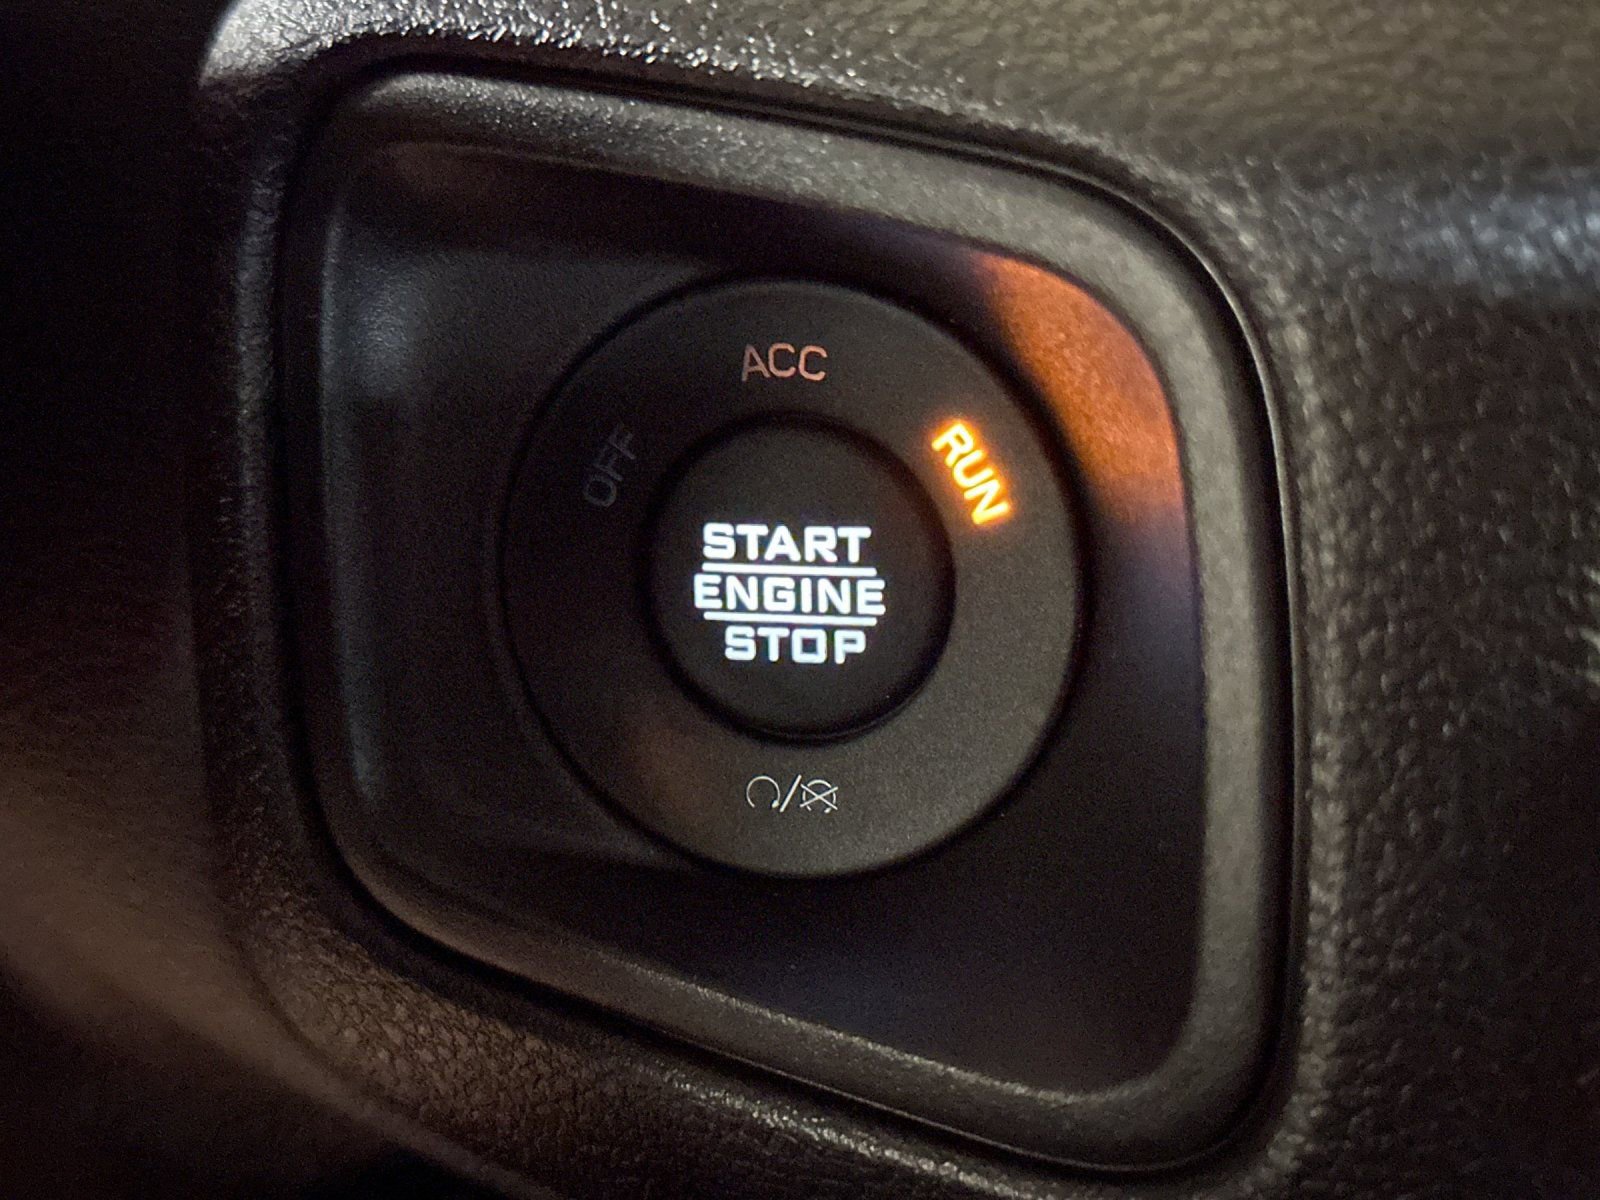 ACC
OFF
RUN
START
ENGINE
STOP